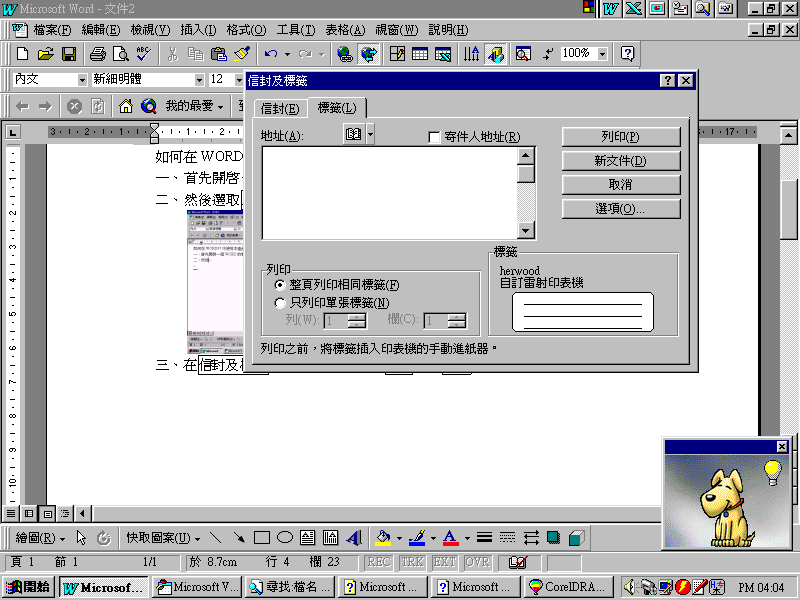 Microsoft Word - 文件2
檔案(F) 編輯(E) 檢視(V) 插入(I) 格式(O) 工具(T) 表格(A) 視窗(W) 說明(H)
100%
內文 新細明體 12
我的最愛
信封及標籤
信封(E) 標籤(L)
地址(A): 寄件人地址(R)
列印(P)
新文件(D)
取消
選項(O)...
如何在 WORD
一、首先開啓
二、然後選取
三、在信封及
列印
整頁列印相同標籤(F)
只列印單張標籤(N)
列(W): 1 欄(C): 1
標籤
herwood
自訂雷射印表機
列印之前，將標籤插入印表機的手動進紙器。
繪圖(R) 快取圖案(U)
頁 1 節 1 1/1 於 8.7cm 行 4 欄 23 REC TRK EXT OVR
開始 Microsof... Microsoft V... 尋找:檔名 ... Microsoft ... Microsoft ... CorelDRA... PM 04:04